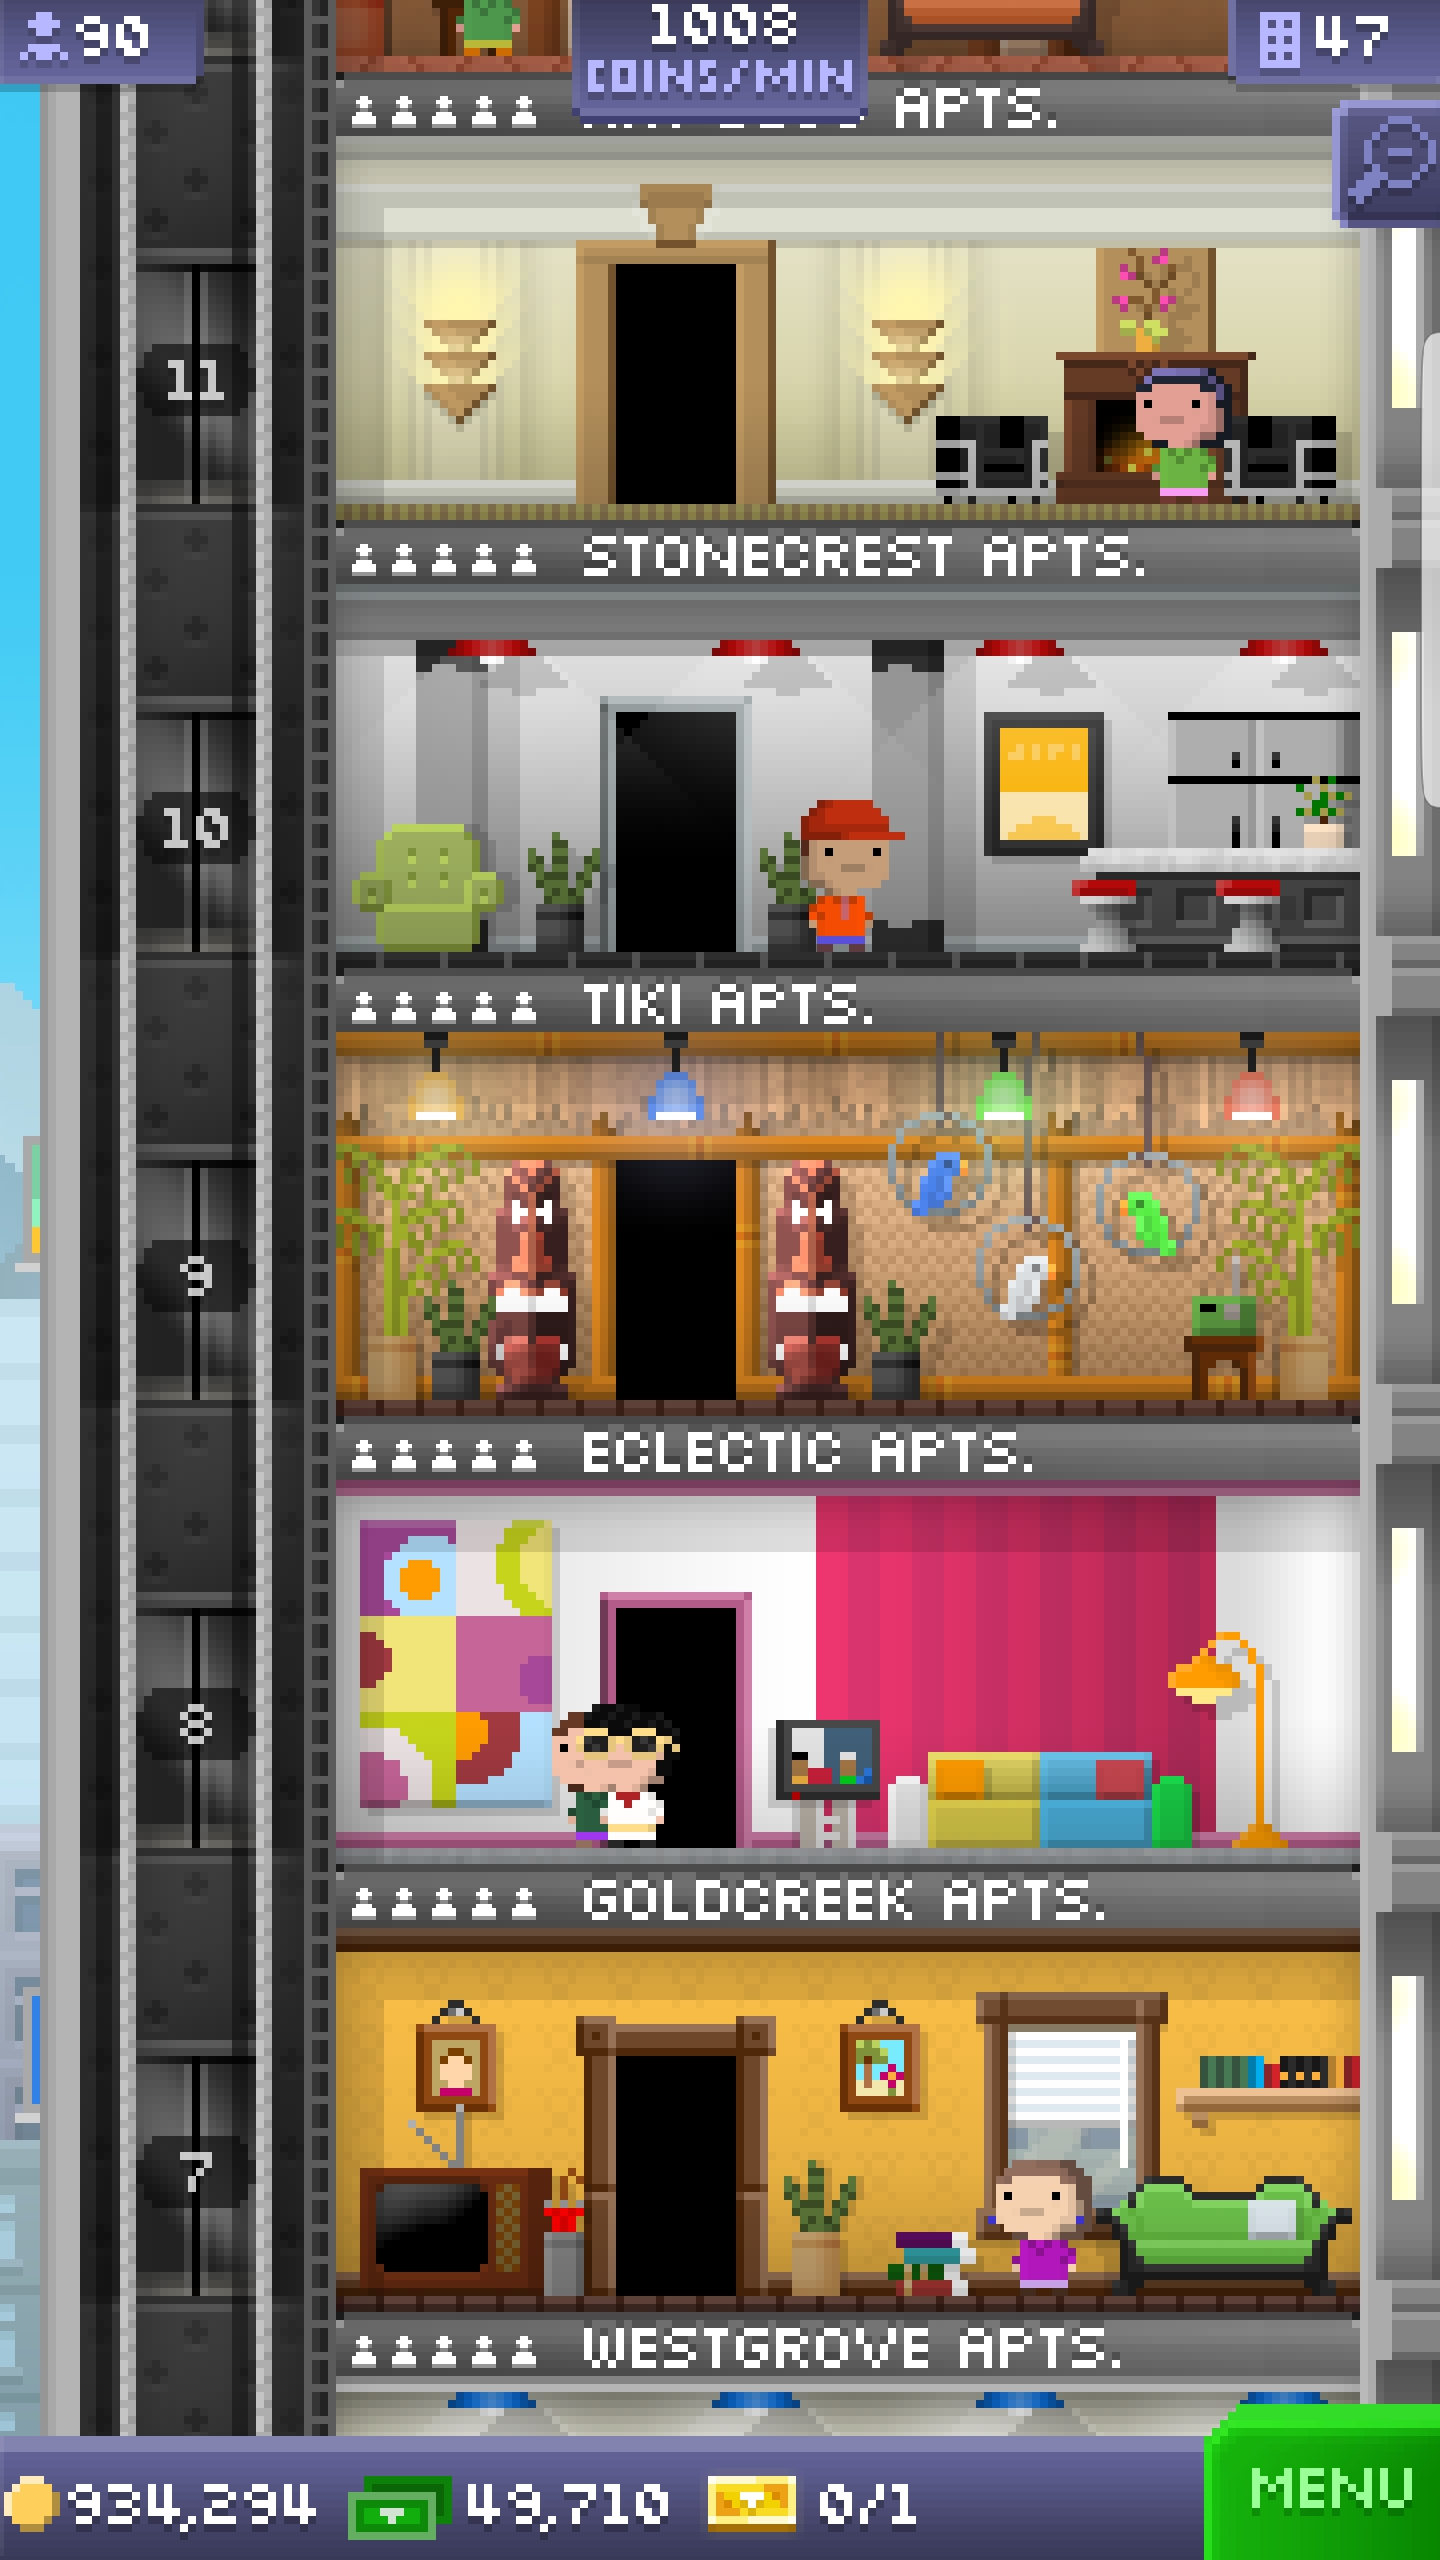 90
1008
COINS/MIN
47
APTS.
11
STONECREST APTS.
10
TIKI APTS.
9
ECLECTIC APTS.
8
GOLDCREEK APTS.
7
WESTGROVE APTS.
934,294 49,710 0/1
MENU